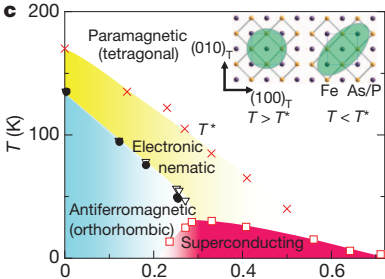 c
200
100
0
T (K)
Paramagnetic
(tetragonal)
(010)T
(100)T
Fe As/P
T > T* T < T*
T*
Electronic
nematic
Antiferromagnetic
(orthorhombic)
Superconducting
0 0.2 0.4 0.6